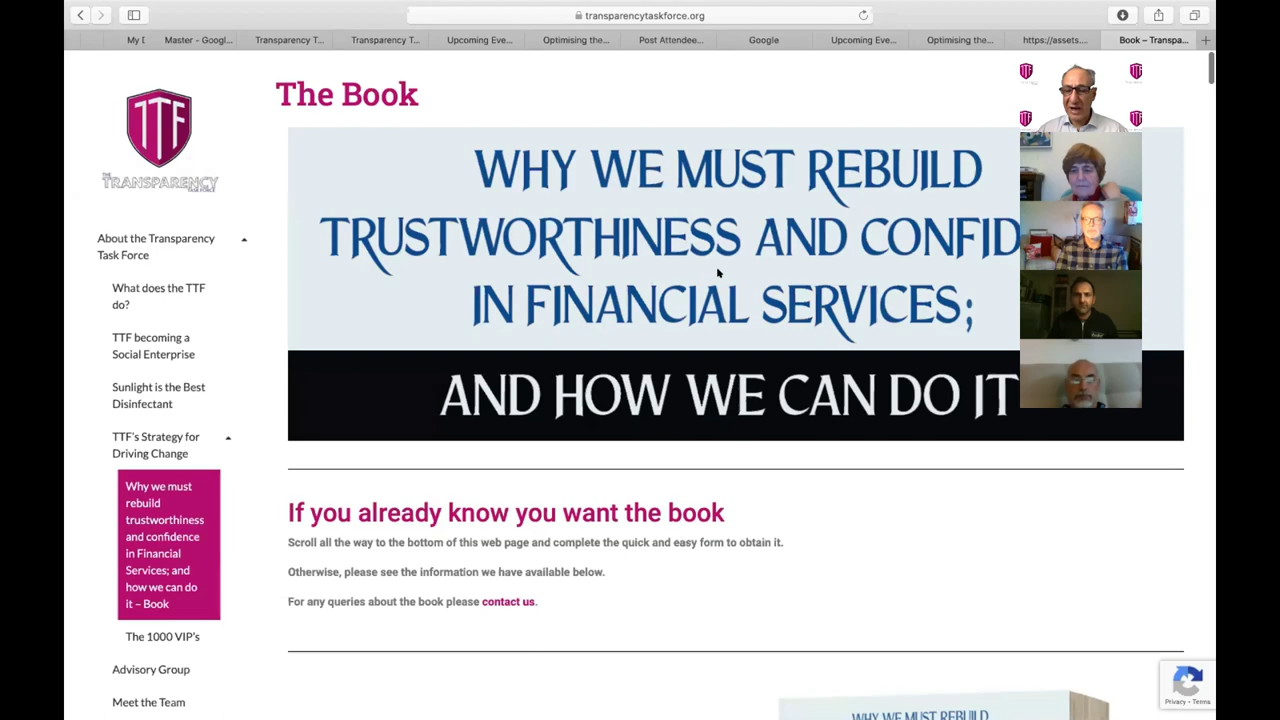 transparencytaskforce.org
My D
Master - Googl...
Transparency T...
Transparency T...
Upcoming Eve...
Optimising the...
Post Attendee...
Google
Upcoming Eve...
Optimising the...
https://assets....
Book – Transpa...
TTF
THE
TRANSPARENCY
About the Transparency
Task Force
What does the TTF
do?
TTF becoming a
Social Enterprise
Sunlight is the Best
Disinfectant
TTF's Strategy for
Driving Change
Why we must
rebuild
trustworthiness
and confidence
in Financial
Services; and
how we can do
it – Book
The 1000 VIP's
Advisory Group
Meet the Team
The Book
WHY WE MUST REBUILD
TRUSTWORTHINESS AND CONFID
IN FINANCIAL SERVICES;
AND HOW WE CAN DO IT
If you already know you want the book
Scroll all the way to the bottom of this web page and complete the quick and easy form to obtain it.
Otherwise, please see the information we have available below.
For any queries about the book please contact us.
WHY WE MUST REBUILD
Privacy - Terms